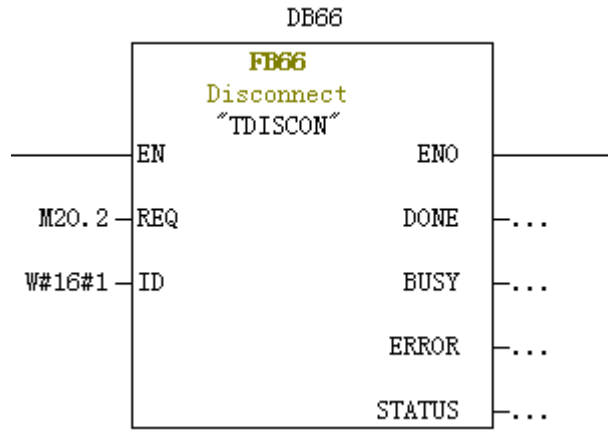 DB66
FB66
Disconnect
"TDISCON"
EN ENO
M20.2 REQ DONE ...
W#16#1 ID BUSY ...
ERROR ...
STATUS ...